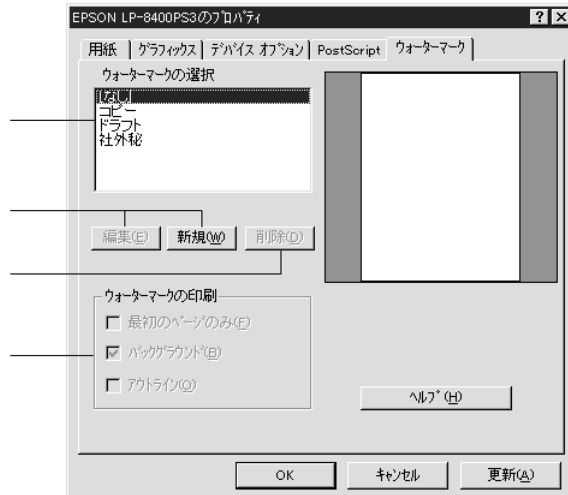 EPSON LP-8400PS3のﾌﾟﾛﾊﾟﾃｨ
用紙 ｸﾞﾗﾌｨｯｸｽ ﾃﾞﾊﾞｲｽ ｵﾌﾟｼｮﾝ PostScript ｳｫｰﾀｰﾏｰｸ
ｳｫｰﾀｰﾏｰｸの選択
[なし]
コピー
ドラフト
社外秘
編集(E) 新規(W) 削除(D)
ｳｫｰﾀｰﾏｰｸの印刷
最初のﾍﾟｰｼﾞのみ(F)
ﾊﾞｯｸｸﾞﾗｳﾝﾄﾞ(B)
ｱｳﾄﾗｲﾝ(O)
ﾍﾙﾌﾟ(H)
OK ｷｬﾝｾﾙ 更新(A)